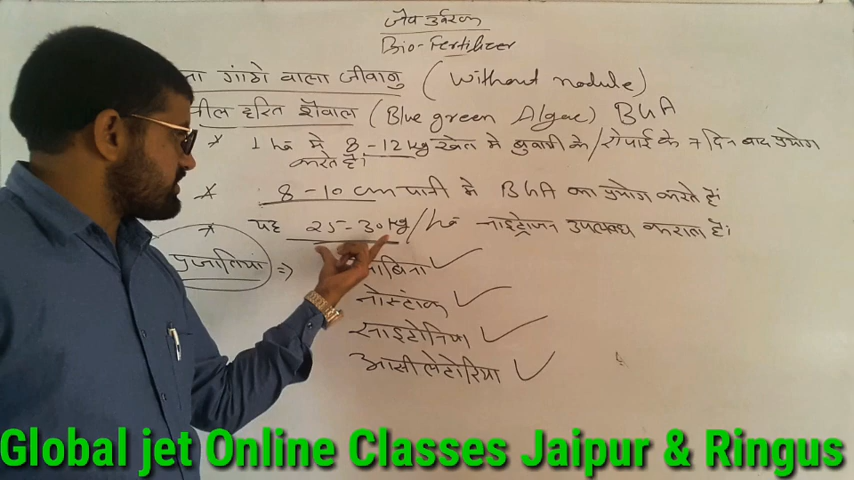 जैव उर्वरक
Bio-Fertilizer
गांठो वाला जीवाणु (Without nodule)
नील हरित शैवाल (Blue green Algae) BGA
* 1 ha मे 8-12 kg खेत मे बुवाई के/रोपाई के 7 दिन बाद प्रयोग
करते है।
* 8-10 cm पानी मे BGA का प्रयोग करते है
* यह 25-30 kg/ha नाइट्रोजन उपलब्ध कराता है।
प्रजातियां =>
नोस्टॉक
साइटोनिया
आसीलेटोरिया
Global jet Online Classes Jaipur & Ringus